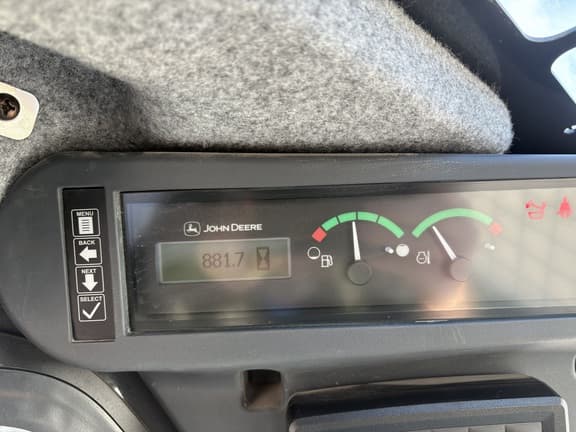 MENU
BACK
NEXT
SELECT
JOHN DEERE
881.7